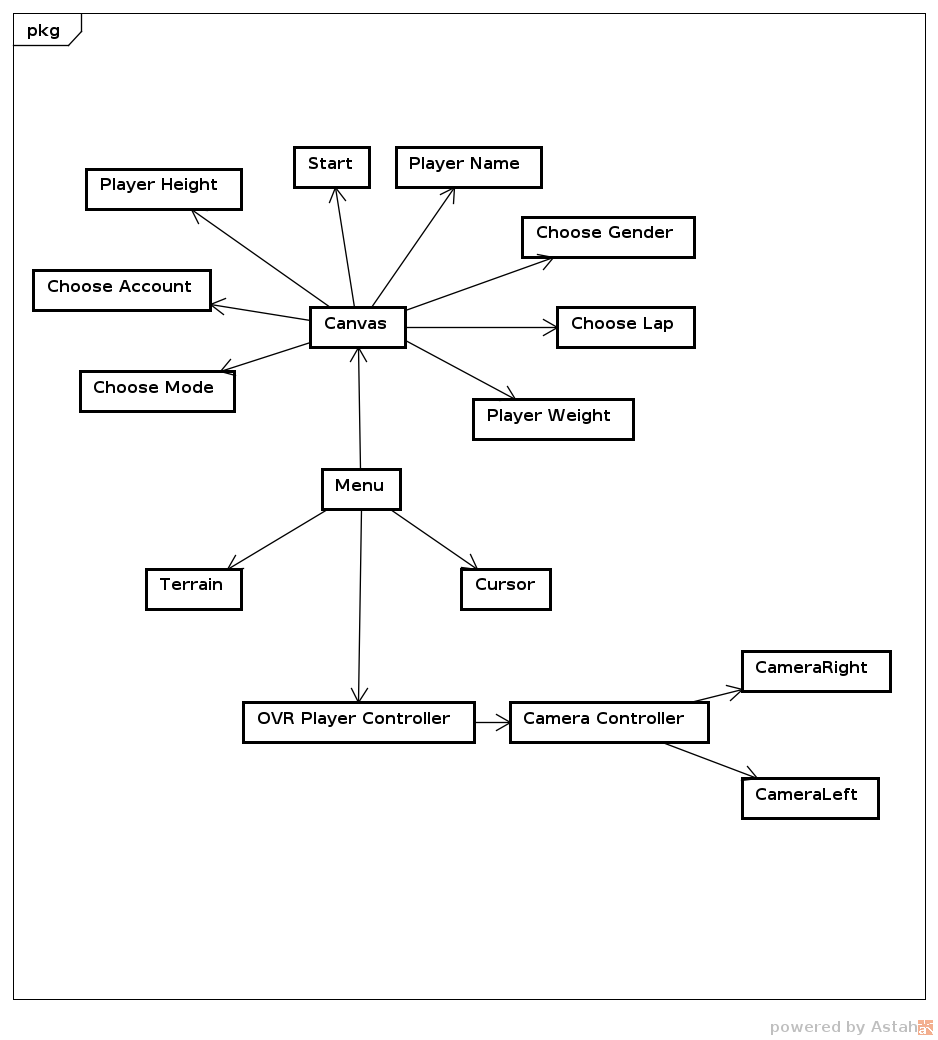 pkg
Start
Player Name
Player Height
Choose Gender
Choose Account
Canvas
Choose Lap
Choose Mode
Player Weight
Menu
Terrain
Cursor
CameraRight
OVR Player Controller
Camera Controller
CameraLeft
powered by Astah